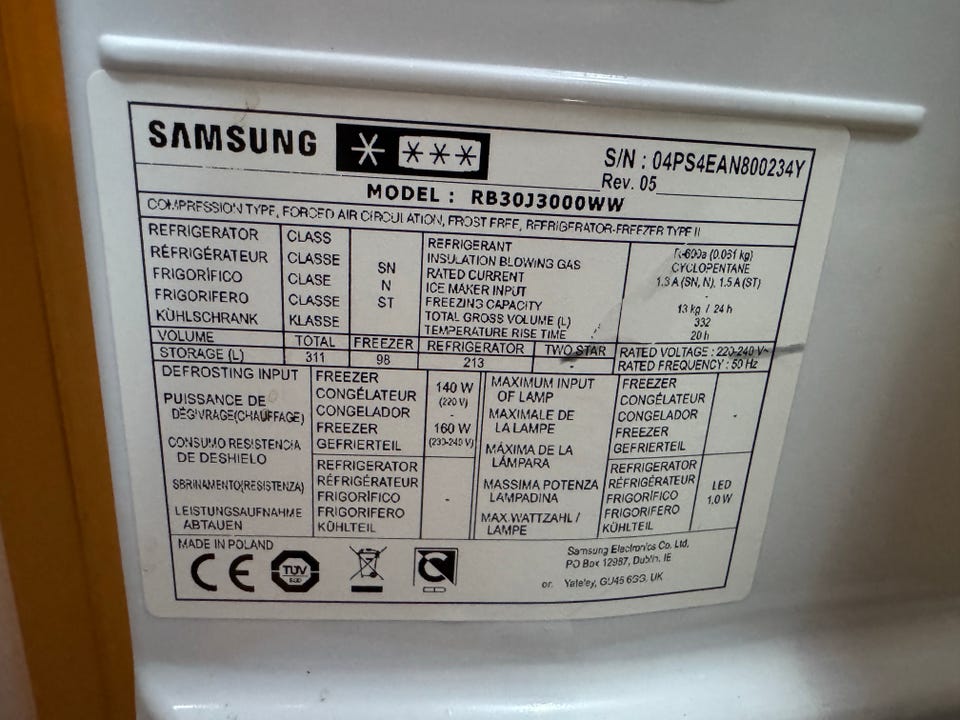 SAMSUNG
S/N : 04PS4EAN800234Y
Rev. 05
MODEL : RB30J3000WW
COMPRESSION TYPE, FORCED AIR CIRCULATION, FROST FREE, REFRIGERATOR-FREEZER TYPE II
REFRIGERATOR
RÉFRIGÉRATEUR
FRIGORÍFICO
FRIGORIFERO
KÜHLSCHRANK
CLASS
CLASSE
CLASE
CLASSE
KLASSE
SN
N
ST
REFRIGERANT R-600a (0.061 kg)
INSULATION BLOWING GAS CYCLOPENTANE
RATED CURRENT 1.3 A (SN, N), 1.5 A (ST)
ICE MAKER INPUT -
FREEZING CAPACITY 13 kg / 24 h
TOTAL GROSS VOLUME (L) 332
TEMPERATURE RISE TIME 20 h
VOLUME TOTAL FREEZER REFRIGERATOR TWO STAR
STORAGE (L) 311 98 213 -
RATED VOLTAGE : 220-240 V~
RATED FREQUENCY : 50 Hz
DEFROSTING INPUT
PUISSANCE DE
DÉGIVRAGE(CHAUFFAGE)
CONSUMO RESISTENCIA
DE DESHIELO
SBRINAMENTO(RESISTENZA)
LEISTUNGSAUFNAHME
ABTAUEN
FREEZER
CONGÉLATEUR
CONGELADOR
FREEZER
GEFRIERTEIL
140 W
(220 V)
-
160 W
(230-240 V)
REFRIGERATOR
RÉFRIGÉRATEUR
FRIGORÍFICO
FRIGORIFERO
KÜHLTEIL
-
MAXIMUM INPUT
OF LAMP
MAXIMALE DE
LA LAMPE
MÁXIMA DE LA
LÁMPARA
MASSIMA POTENZA
LAMPADINA
MAX.WATTZAHL /
LAMPE
FREEZER
CONGÉLATEUR
CONGELADOR
FREEZER
GEFRIERTEIL
-
REFRIGERATOR
RÉFRIGÉRATEUR
FRIGORÍFICO
FRIGORIFERO
KÜHLTEIL
LED
1.0 W
MADE IN POLAND
CE
TUV
Samsung Electronics Co. Ltd.
PO Box 12987, Dublin, IE
or. Yateley, GU46 6GG, UK